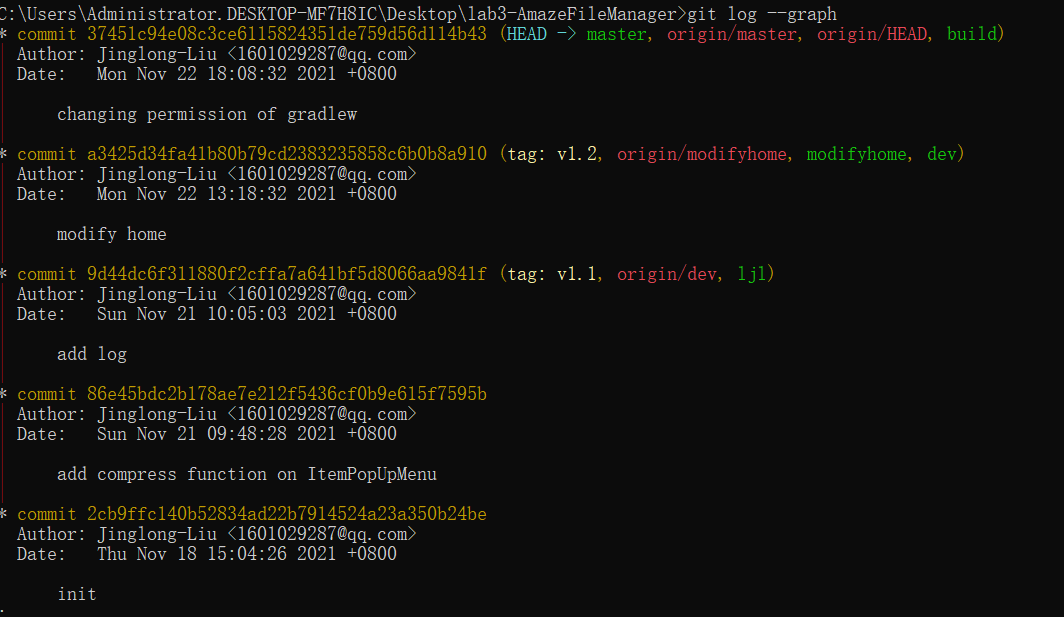 C:\Users\Administrator.DESKTOP-MF7H8IC\Desktop\lab3-AmazeFileManager>git log --graph
* commit 37451c94e08c3ce6115824351de759d56d114b43 (HEAD -> master, origin/master, origin/HEAD, build)
| Author: Jinglong-Liu <1601029287@qq.com>
| Date:   Mon Nov 22 18:08:32 2021 +0800
|
|     changing permission of gradlew
|
* commit a3425d34fa41b80b79cd2383235858c6b0b8a910 (tag: v1.2, origin/modifyhome, modifyhome, dev)
| Author: Jinglong-Liu <1601029287@qq.com>
| Date:   Mon Nov 22 13:18:32 2021 +0800
|
|     modify home
|
* commit 9d44dc6f311880f2cffa7a641bf5d8066aa9841f (tag: v1.1, origin/dev, ljl)
| Author: Jinglong-Liu <1601029287@qq.com>
| Date:   Sun Nov 21 10:05:03 2021 +0800
|
|     add log
|
* commit 86e45bdc2b178ae7e212f5436cf0b9e615f7595b
| Author: Jinglong-Liu <1601029287@qq.com>
| Date:   Sun Nov 21 09:48:28 2021 +0800
|
|     add compress function on ItemPopUpMenu
|
* commit 2cb9ffc140b52834ad22b7914524a23a350b24be
  Author: Jinglong-Liu <1601029287@qq.com>
  Date:   Thu Nov 18 15:04:26 2021 +0800

      init